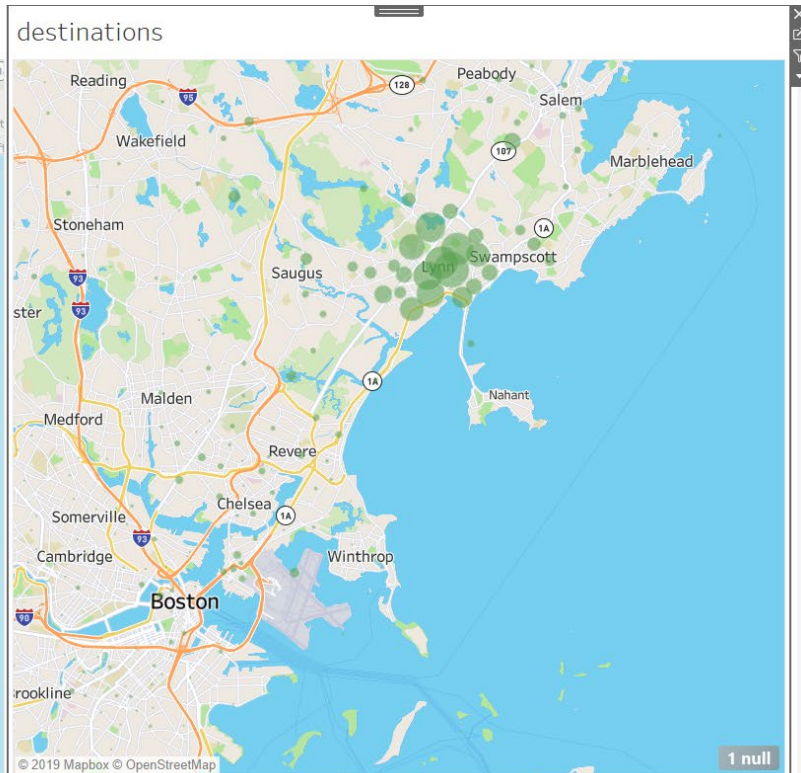 destinations
Reading
95
128
Peabody
Salem
Wakefield
107
Marblehead
Stoneham
1A
Saugus
Lynn
Swampscott
93
93
ster
1A
Malden
Nahant
Medford
Revere
Chelsea
Somerville
1A
93
Cambridge
Winthrop
Boston
90
rookline
© 2019 Mapbox © OpenStreetMap
1 null